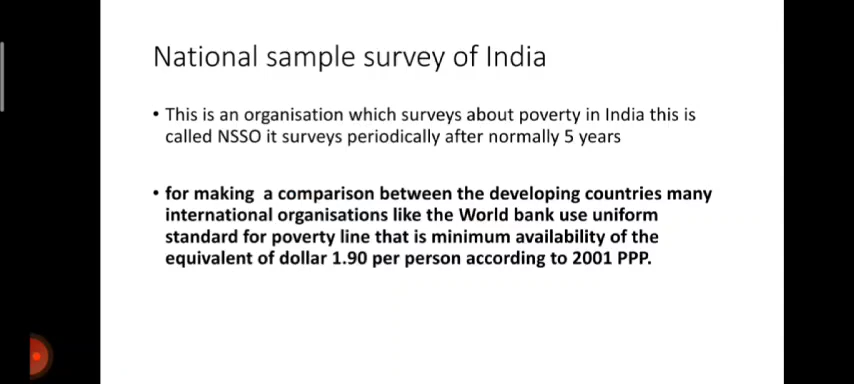 National sample survey of India
• This is an organisation which surveys about poverty in India this is
called NSSO it surveys periodically after normally 5 years
• for making a comparison between the developing countries many
international organisations like the World bank use uniform
standard for poverty line that is minimum availability of the
equivalent of dollar 1.90 per person according to 2001 PPP.